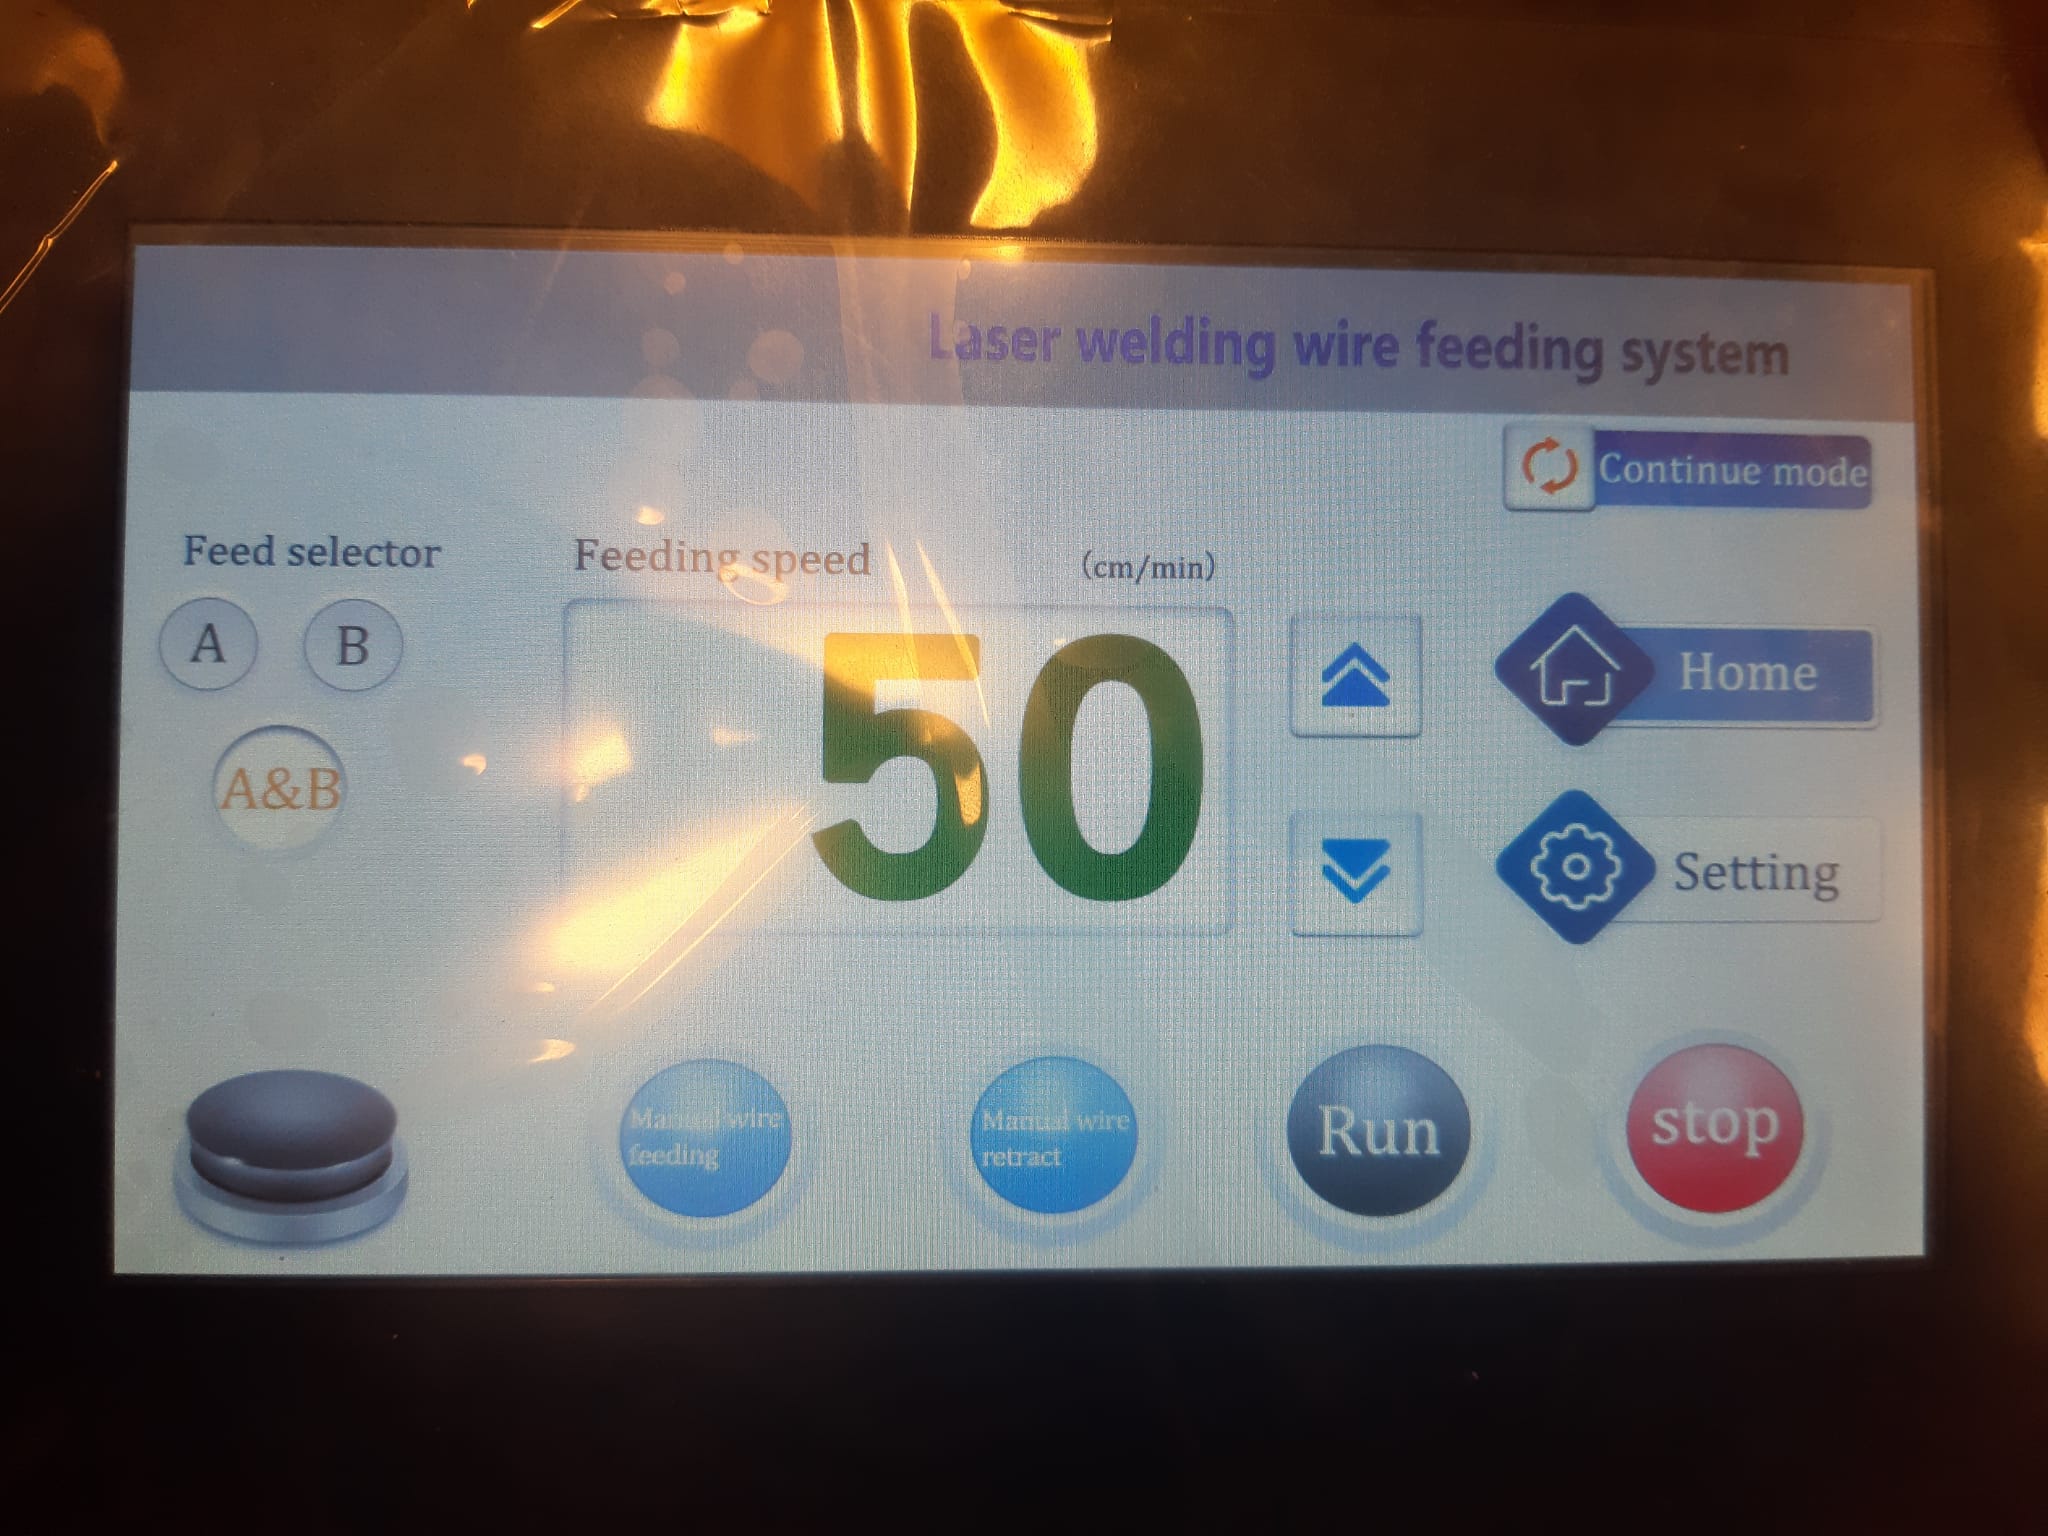 Laser welding wire feeding system
Continue mode
Feed selector
Feeding speed (cm/min)
A B
50
Home
A&B
Setting
Manual wire
feeding
Manual wire
retract
Run
stop